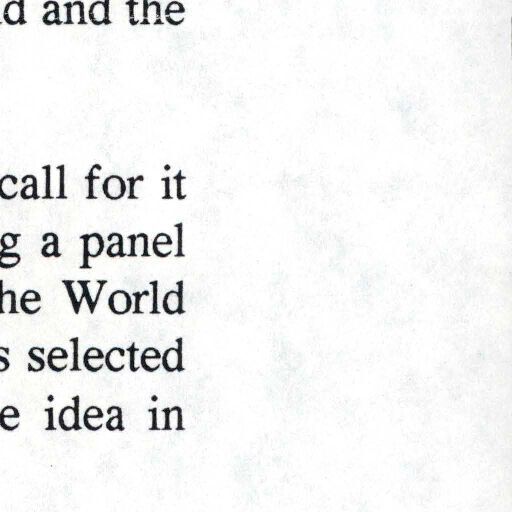 d and the
call for it
g a panel
he World
s selected
e idea in